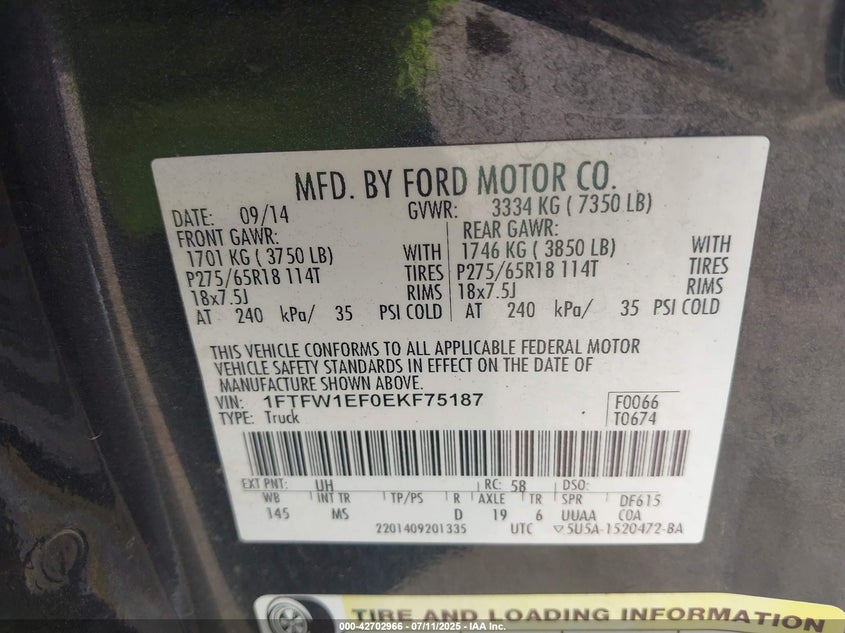 MFD. BY FORD MOTOR CO.
DATE: 09/14 GVWR: 3334 KG ( 7350 LB)
FRONT GAWR: REAR GAWR:
1701 KG ( 3750 LB) WITH 1746 KG ( 3850 LB) WITH
P275/65R18 114T TIRES P275/65R18 114T TIRES
18x7.5J RIMS 18x7.5J RIMS
AT 240 kPa/ 35 PSI COLD AT 240 kPa/ 35 PSI COLD
THIS VEHICLE CONFORMS TO ALL APPLICABLE FEDERAL MOTOR
VEHICLE SAFETY STANDARDS IN EFFECT ON THE DATE OF
MANUFACTURE SHOWN ABOVE.
VIN: 1FTFW1EF0EKF75187 F0066
TYPE: Truck T0674
EXT PNT: UH RC: 58 DSO:
WB INT TR TP/PS R AXLE TR SPR DF615
145 MS D 19 6 UUAA COA
2201409201335 UTC ▽5U5A-1520472-BA
TIRE AND LOADING INFORMATION
000-42702966 - 07/11/2025 - IAA Inc.